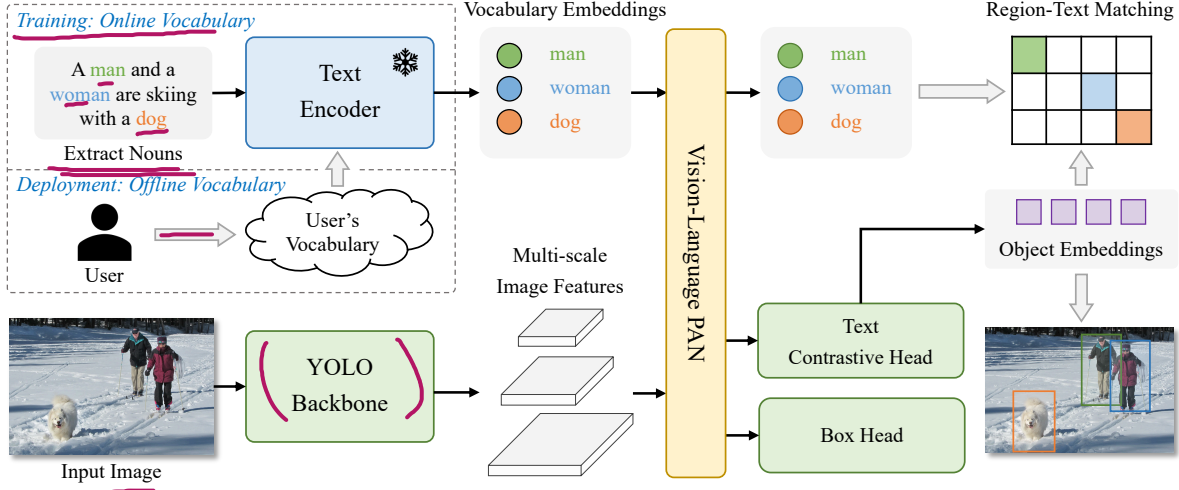 Training: Online Vocabulary
A man and a
woman are skiing
with a dog
Extract Nouns
Text
Encoder
Deployment: Offline Vocabulary
User
User's
Vocabulary
Input Image
YOLO
Backbone
Vocabulary Embeddings
man
woman
dog
Multi-scale
Image Features
Vision-Language PAN
man
woman
dog
Text
Contrastive Head
Box Head
Region-Text Matching
Object Embeddings